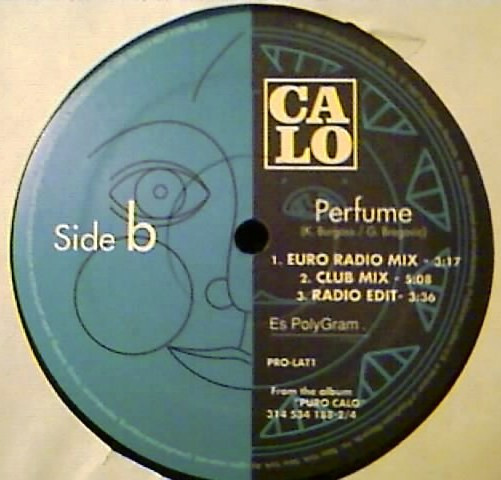 CA
LO
Side b
Perfume
(K. Burgos / G. Bregovic)
1. EURO RADIO MIX - 3:17
2. CLUB MIX - 5:08
3. RADIO EDIT- 3:36
Es PolyGram.
PRO-LAT1
From the album
"PURO CALO"
314 534 188-2/4